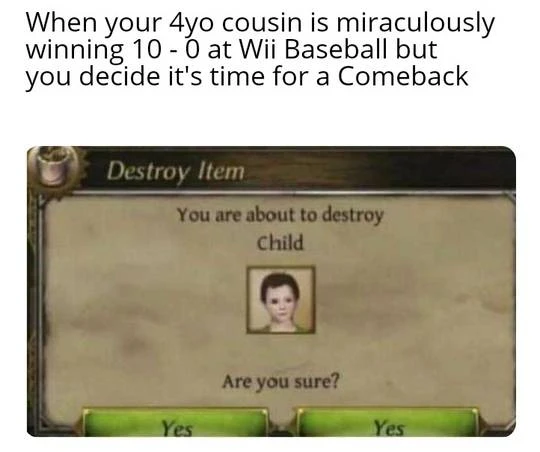 When your 4yo cousin is miraculously
winning 10 - 0 at Wii Baseball but
you decide it's time for a Comeback
Destroy Item
You are about to destroy
Child
Are you sure?
Yes Yes